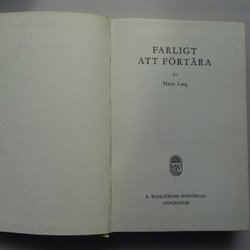 FARLIGT
ATT FÖRTÄRA
Av
Maria Lang
B. WAHLSTRÖMS BOKFÖRLAG
STOCKHOLM